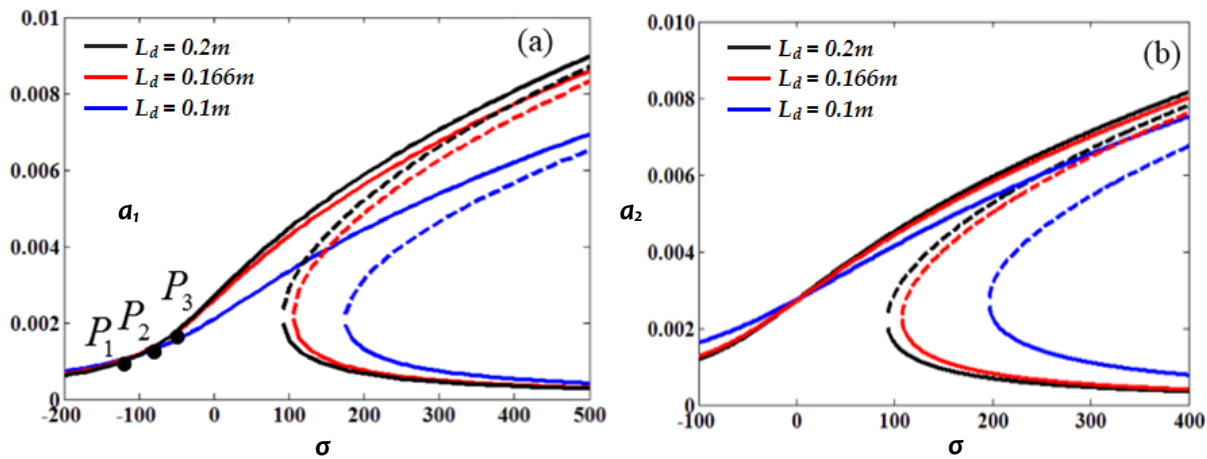 (a)
L_d = 0.2m
L_d = 0.166m
L_d = 0.1m
0.01
0.008
0.006
0.004
0.002
0
a₁
P₁
P₂
P₃
-200 -100 0 100 200 300 400 500
σ
(b)
L_d = 0.2m
L_d = 0.166m
L_d = 0.1m
0.010
0.008
0.006
0.004
0.002
0
a₂
-100 0 100 200 300 400
σ